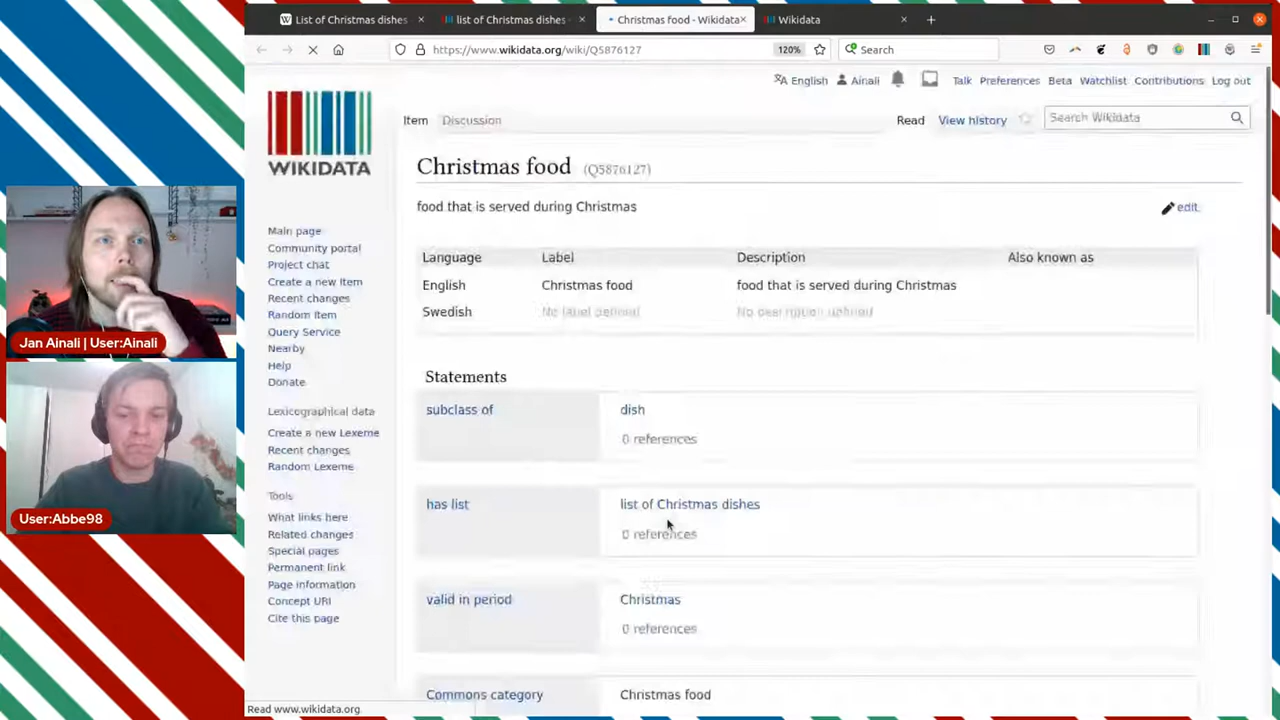 List of Christmas dishes
list of Christmas dishes -
Christmas food - Wikidata
Wikidata
https://www.wikidata.org/wiki/Q5876127
120%
Search
English
Ainali
Talk
Preferences
Beta
Watchlist
Contributions
Log out
Item
Discussion
Read
View history
Search Wikidata
WIKIDATA
Christmas food (Q5876127)
food that is served during Christmas
edit
Main page
Community portal
Project chat
Create a new Item
Recent changes
Random Item
Query Service
Nearby
Help
Donate
Lexicographical data
Create a new Lexeme
Recent changes
Random Lexeme
Tools
What links here
Related changes
Special pages
Permanent link
Page information
Concept URI
Cite this page
Language Label Description Also known as
English Christmas food food that is served during Christmas
Swedish No label defined No description defined
Statements
subclass of dish
0 references
has list list of Christmas dishes
0 references
valid in period Christmas
0 references
Commons category Christmas food
Read www.wikidata.org
Jan Ainali | User:Ainali
User:Abbe98